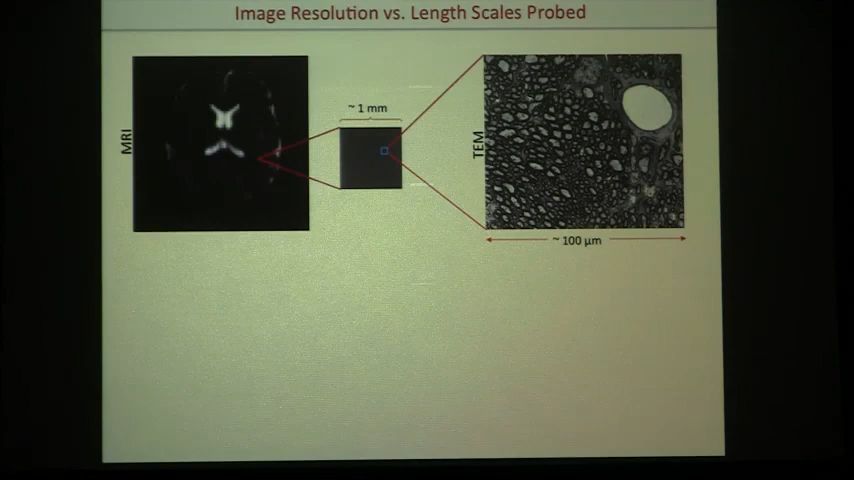 Image Resolution vs. Length Scales Probed
MRI
~ 1 mm
TEM
~ 100 µm